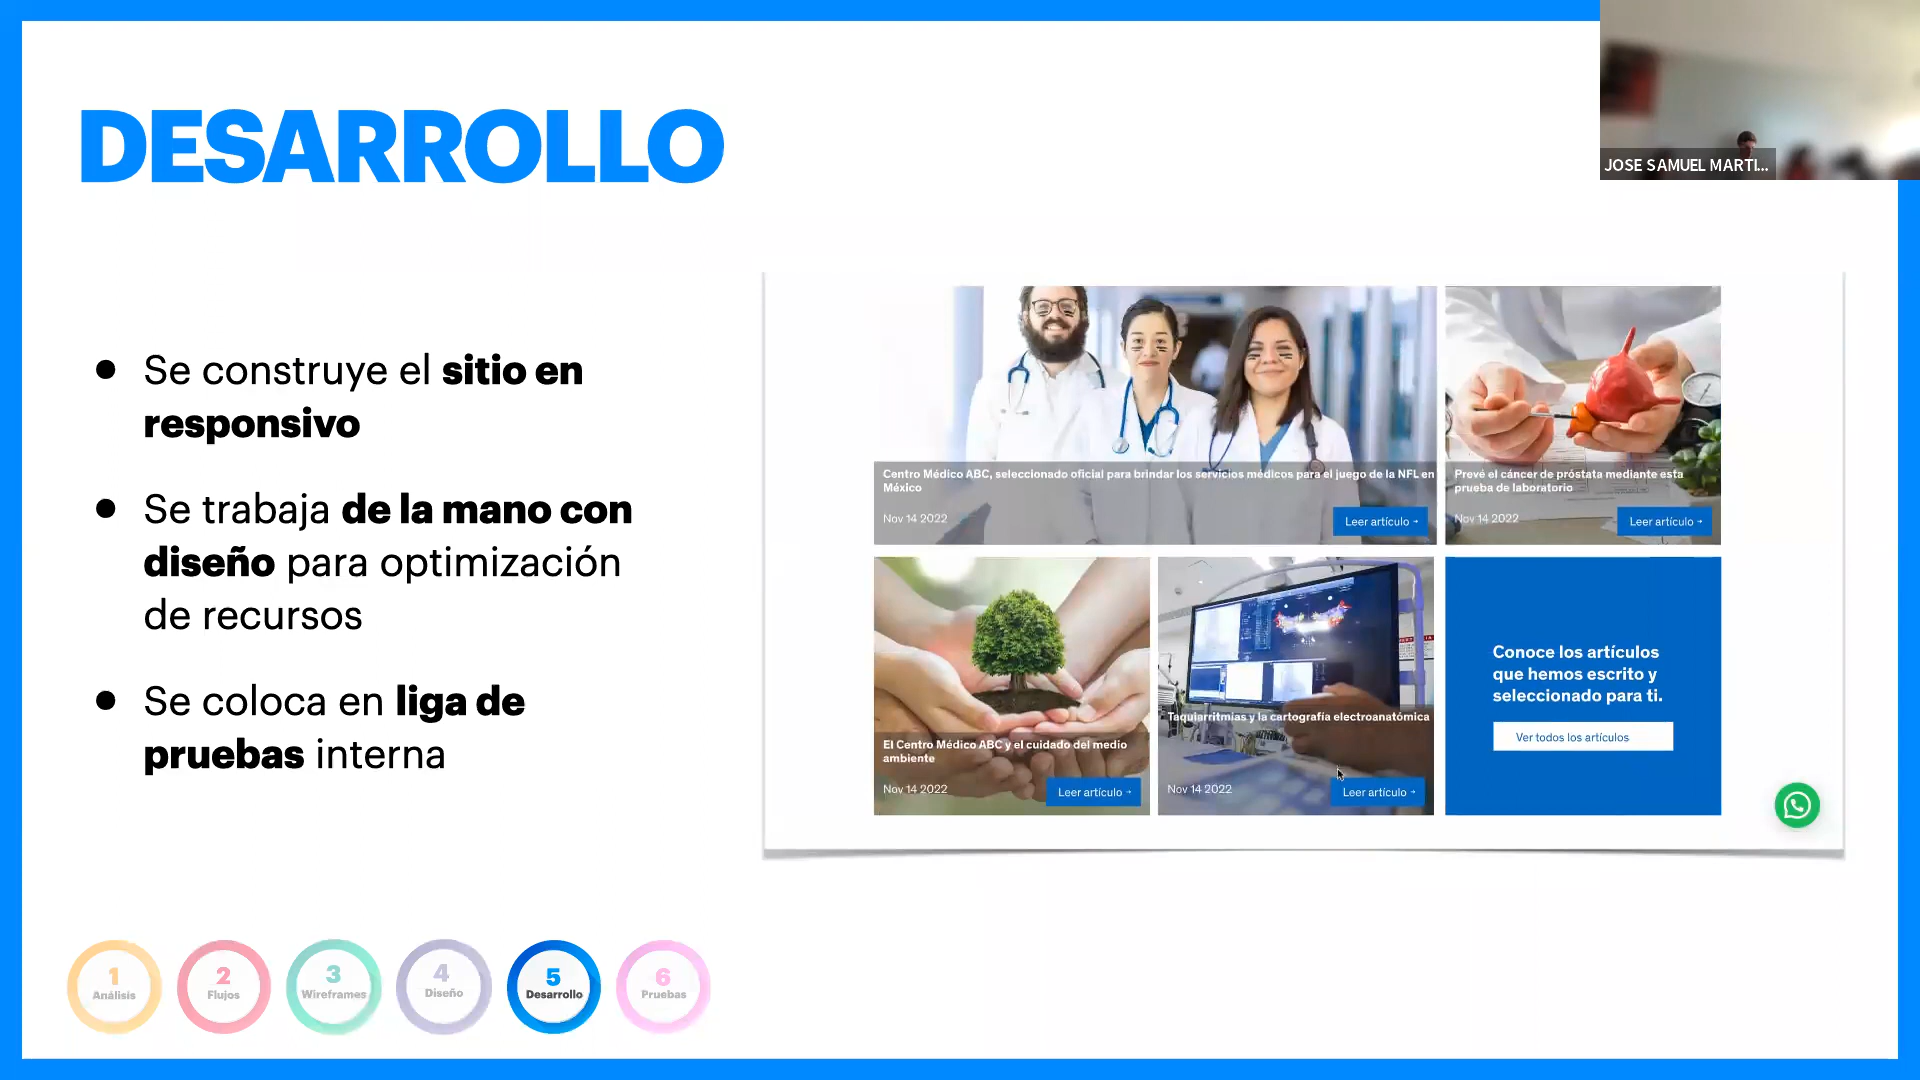 DESARROLLO
JOSE SAMUEL MARTI...
● Se construye el sitio en
responsivo
● Se trabaja de la mano con
diseño para optimización
de recursos
● Se coloca en liga de
pruebas interna
Centro Médico ABC, seleccionado oficial para brindar los servicios médicos para el juego de la NFL en
México
Nov 14 2022
Leer artículo →
Prevé el cáncer de próstata mediante esta
prueba de laboratorio
Nov 14 2022
Leer artículo →
El Centro Médico ABC y el cuidado del medio
ambiente
Nov 14 2022
Leer artículo →
Taquiarritmias y la cartografía electroanatómica
Nov 14 2022
Leer artículo →
Conoce los artículos
que hemos escrito y
seleccionado para ti.
Ver todos los artículos
1
Análisis
2
Flujos
3
Wireframes
4
Diseño
5
Desarrollo
6
Pruebas